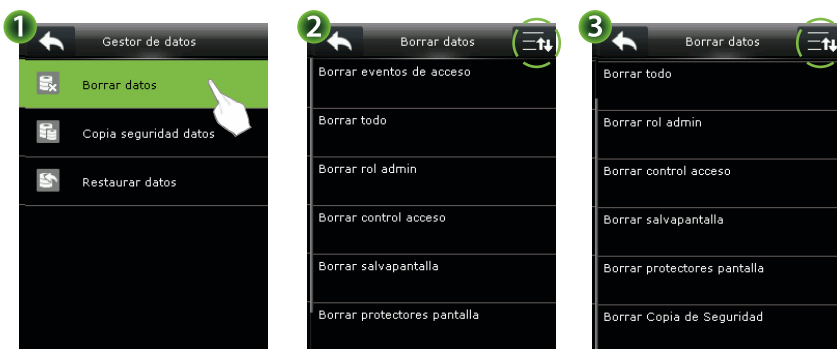 1
Gestor de datos
Borrar datos
Copia seguridad datos
Restaurar datos
2
Borrar datos
Borrar eventos de acceso
Borrar todo
Borrar rol admin
Borrar control acceso
Borrar salvapantalla
Borrar protectores pantalla
3
Borrar datos
Borrar todo
Borrar rol admin
Borrar control acceso
Borrar salvapantalla
Borrar protectores pantalla
Borrar Copia de Seguridad